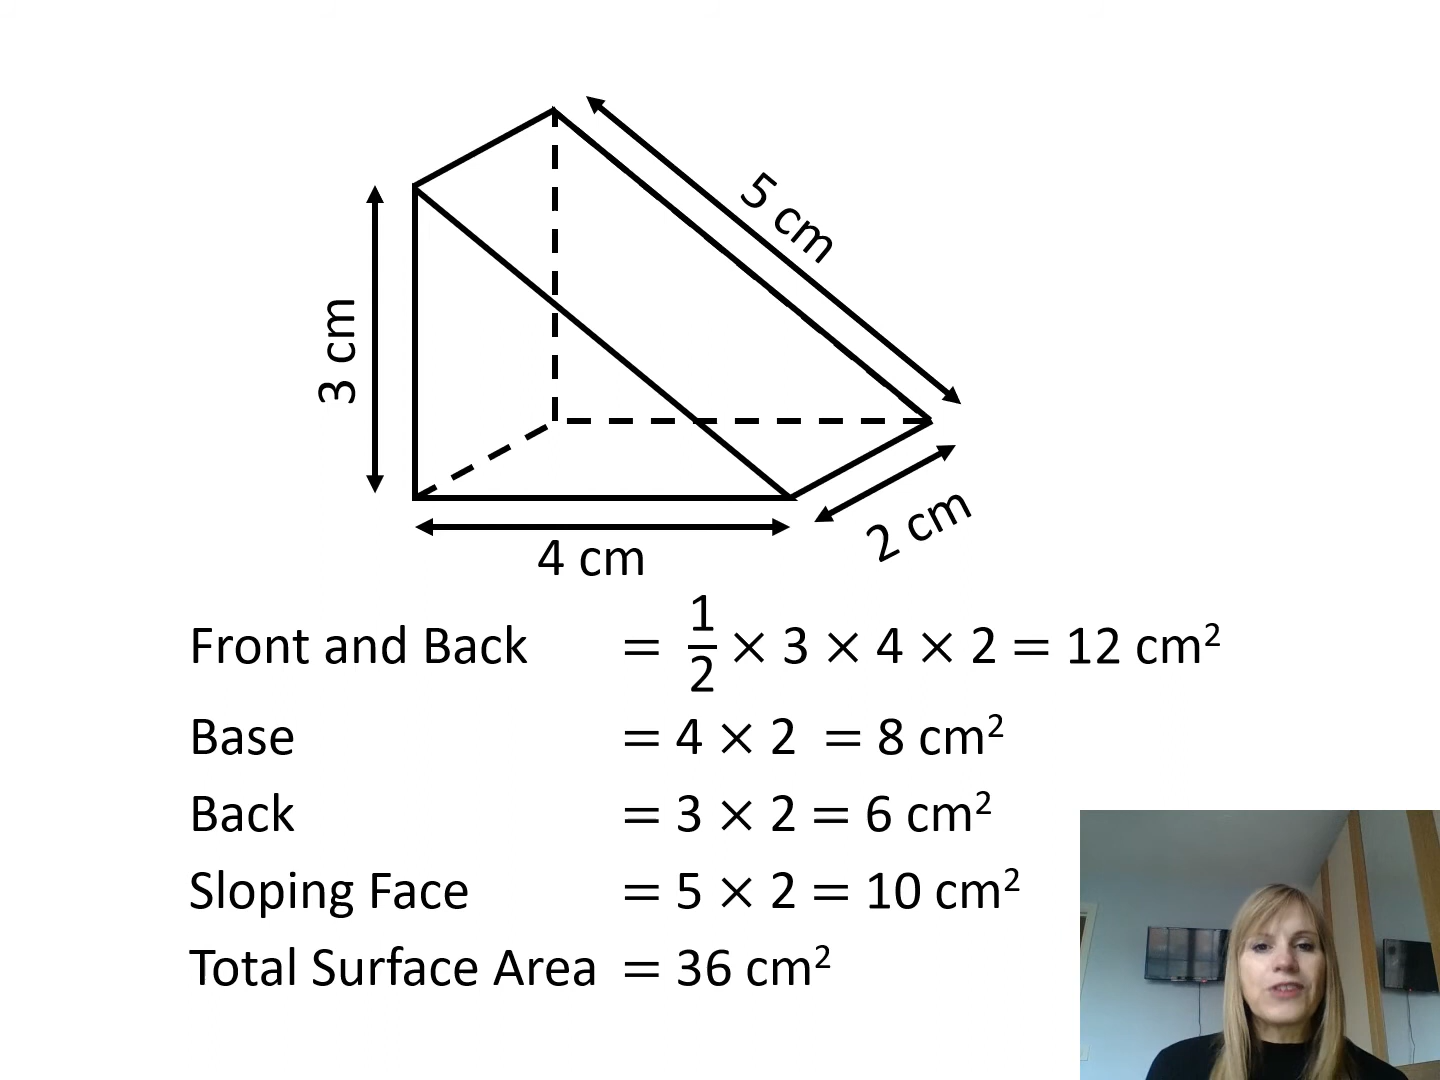 5 cm
3 cm
2 cm
4 cm
Front and Back = 1/2 × 3 × 4 × 2 = 12 cm²
Base = 4 × 2 = 8 cm²
Back = 3 × 2 = 6 cm²
Sloping Face = 5 × 2 = 10 cm²
Total Surface Area = 36 cm²